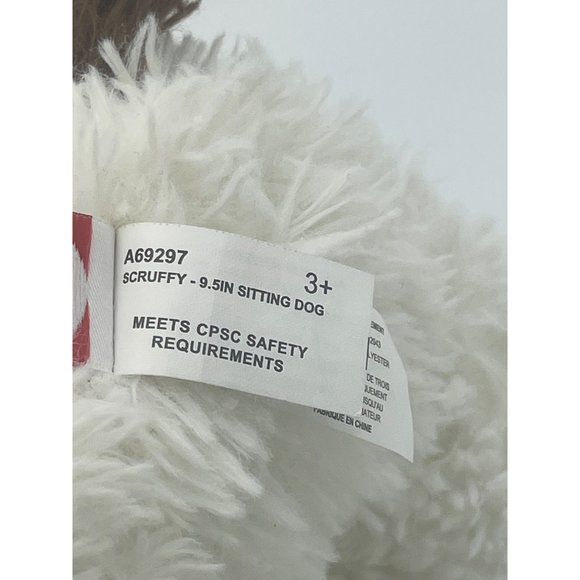 A69297
3+
SCRUFFY - 9.5IN SITTING DOG
MEETS CPSC SAFETY
REQUIREMENTS
DE TROIS
FABRIQUE EN CHINE